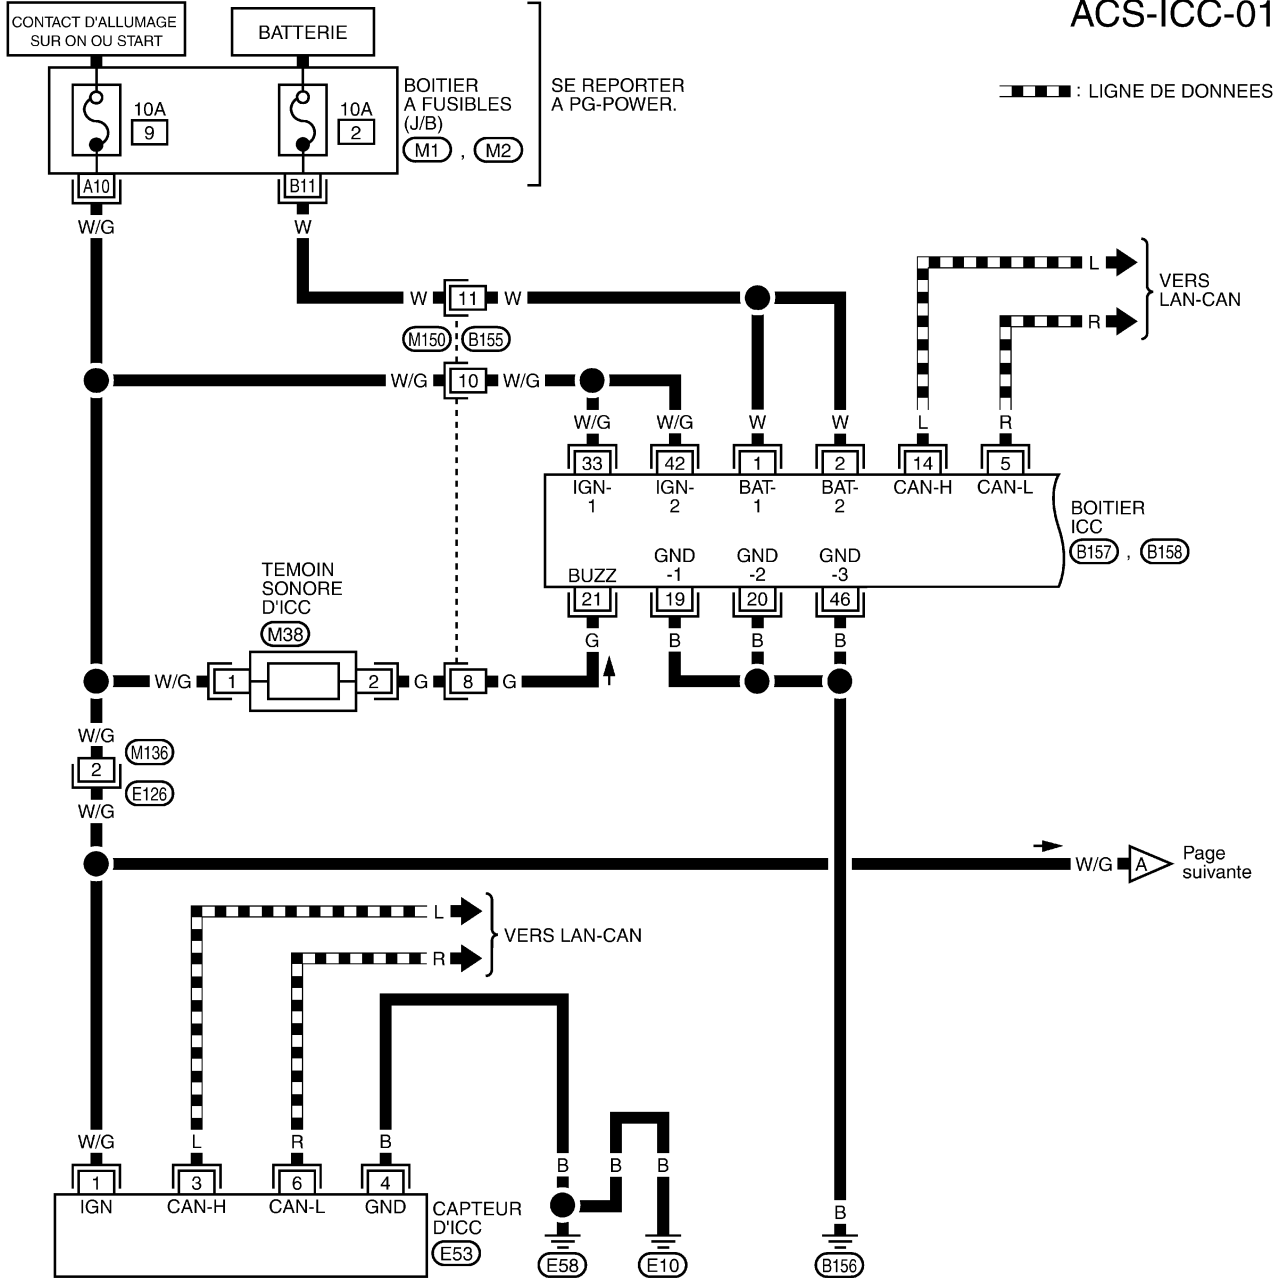 ACS-ICC-01
CONTACT D'ALLUMAGE
SUR ON OU START
BATTERIE
10A
9
10A
2
BOITIER
A FUSIBLES
(J/B)
M1 , M2
SE REPORTER
A PG-POWER.
: LIGNE DE DONNEES
A10
B11
W/G
W
W
11
W
M150
B155
W/G
10
W/G
L
R
VERS
LAN-CAN
W/G
W/G
W
W
L
R
33
42
1
2
14
5
IGN-
1
IGN-
2
BAT-
1
BAT-
2
CAN-H
CAN-L
BOITIER
ICC
B157 , B158
BUZZ
GND
-1
GND
-2
GND
-3
21
19
20
46
G
B
B
B
TEMOIN
SONORE
D'ICC
M38
W/G
1
2
G
8
G
W/G
M136
2
E126
W/G
W/G
A
Page
suivante
L
R
VERS LAN-CAN
W/G
L
R
B
1
3
6
4
IGN
CAN-H
CAN-L
GND
CAPTEUR
D'ICC
E53
B
B
B
B
E58
E10
B156